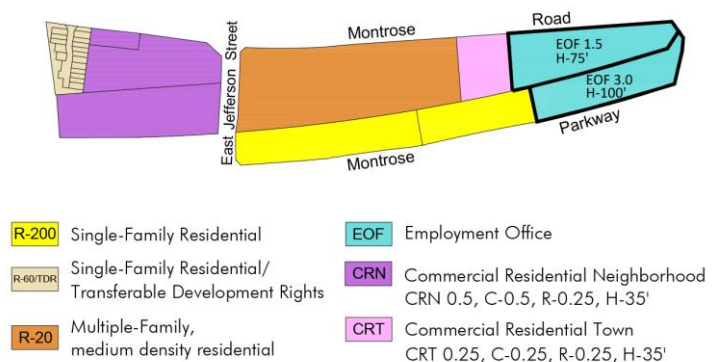 Montrose
Road
East Jefferson Street
EOF 1.5
H-75'
EOF 3.0
H-100'
Montrose
Parkway
R-200 Single-Family Residential
R-60/TDR Single-Family Residential/
Transferable Development Rights
R-20 Multiple-Family,
medium density residential
EOF Employment Office
CRN Commercial Residential Neighborhood
CRN 0.5, C-0.5, R-0.25, H-35'
CRT Commercial Residential Town
CRT 0.25, C-0.25, R-0.25, H-35'